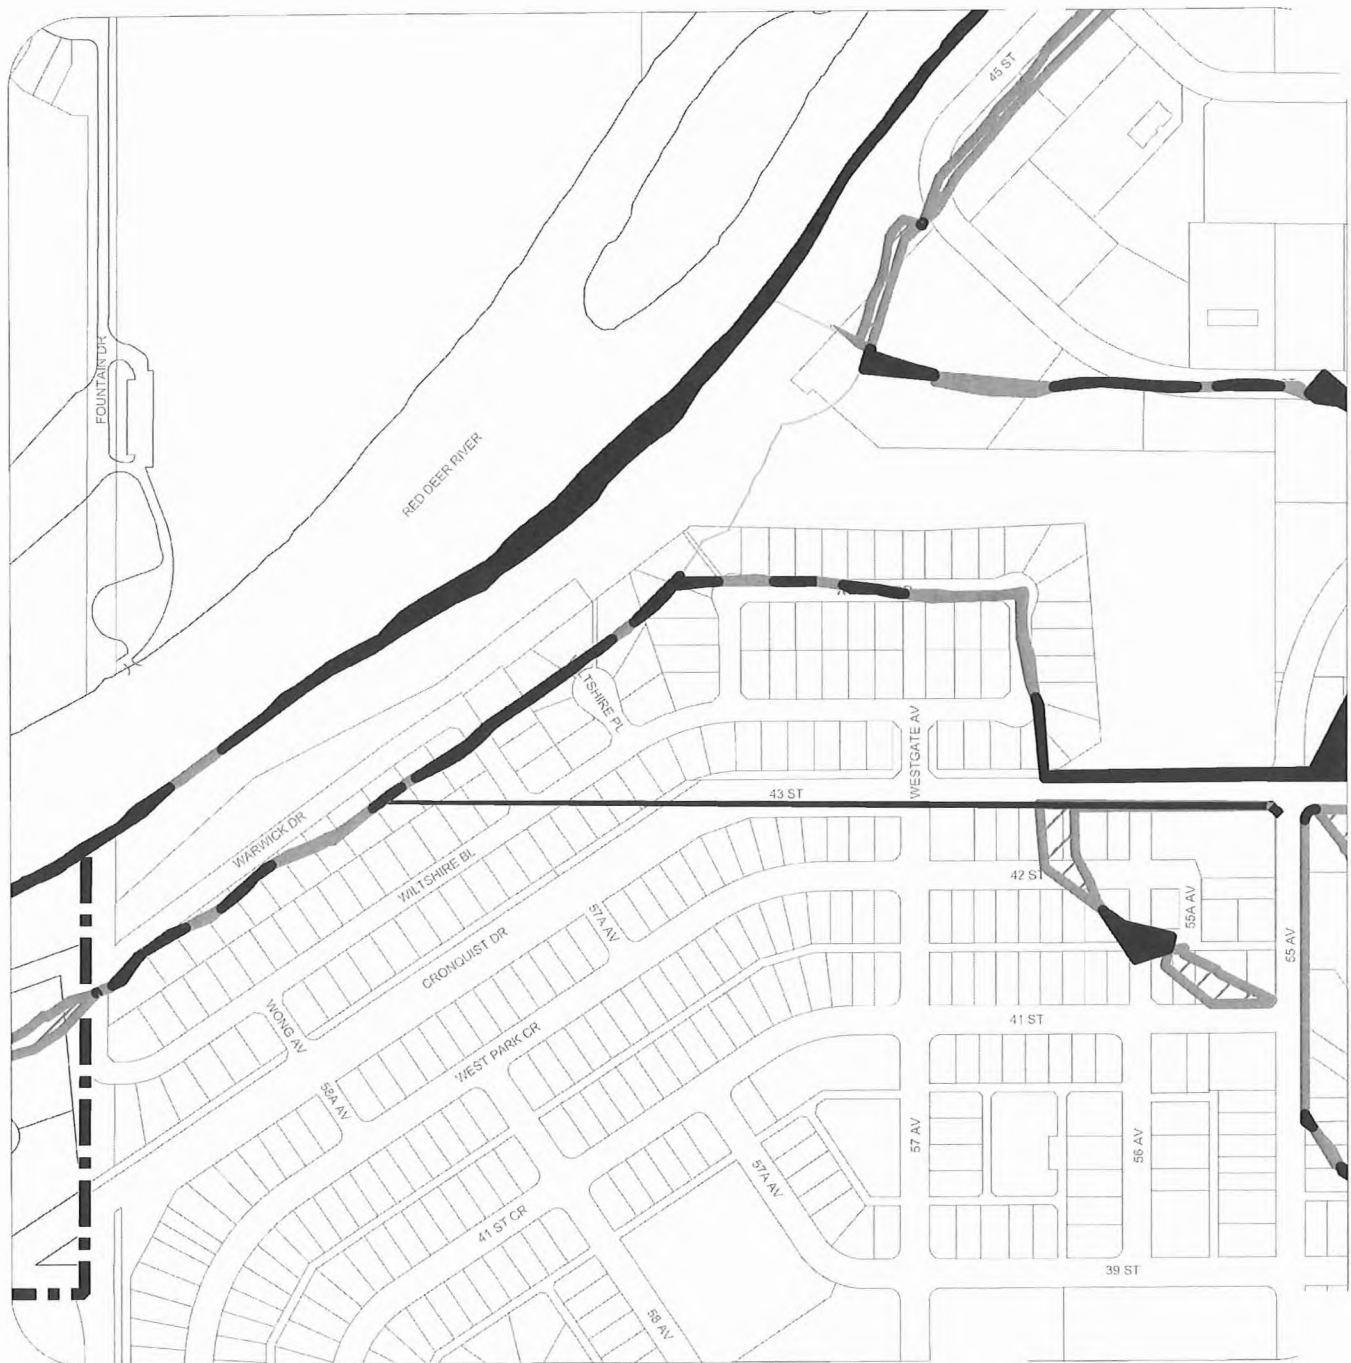 45 ST
FOUNTAIN DR
RED DEER RIVER
LTSHIRE PL
WESTGATE AV
43 ST
WARWICK DR
WILTSHIRE BL
42 ST
57A AV
55A AV
CRONQUIST DR
55 AV
WONG AV
41 ST
WEST PARK CR
58A AV
57 AV
56 AV
57A AV
41 ST CR
39 ST
58 AV